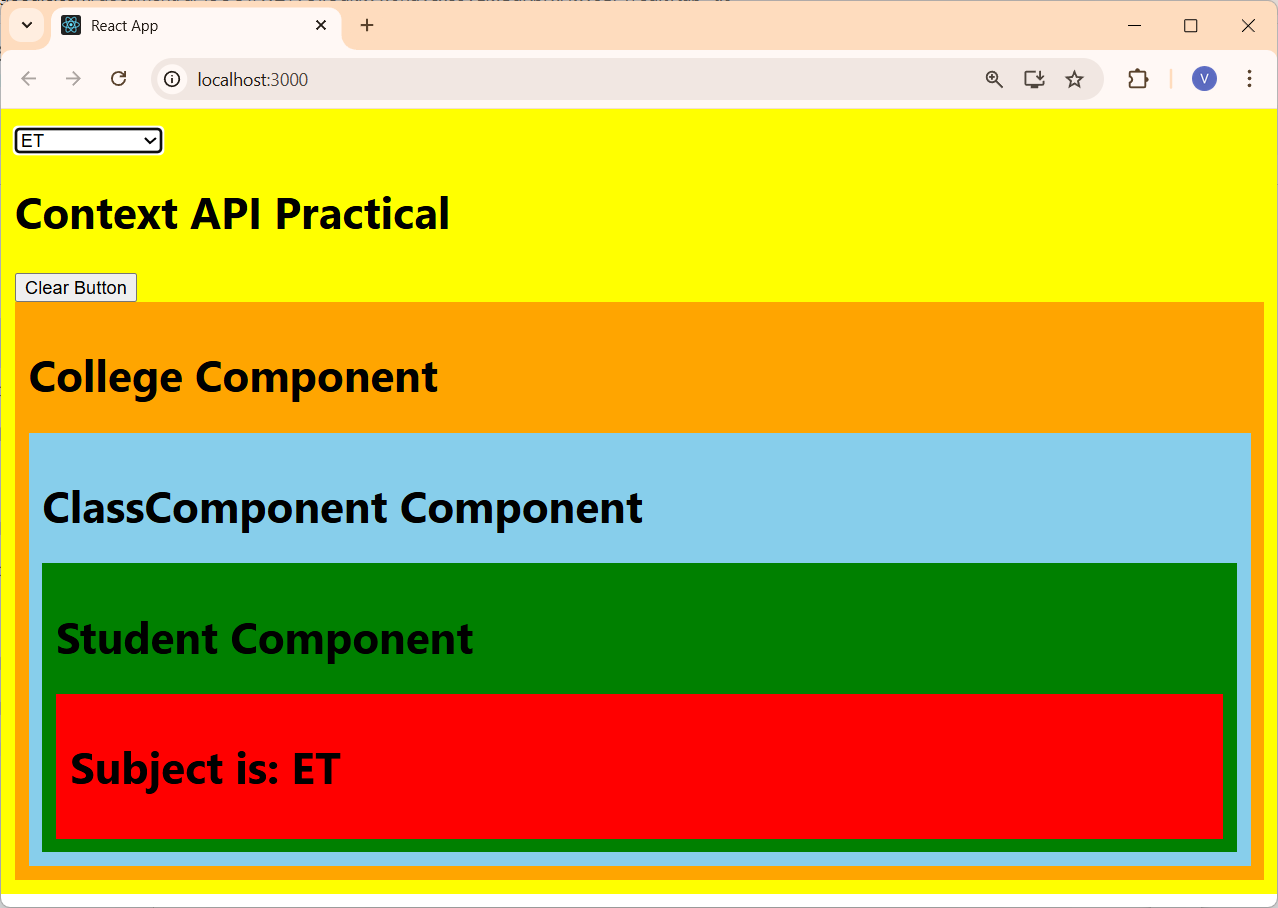 React App
localhost:3000
V
ET
Context API Practical
Clear Button
College Component
ClassComponent Component
Student Component
Subject is: ET